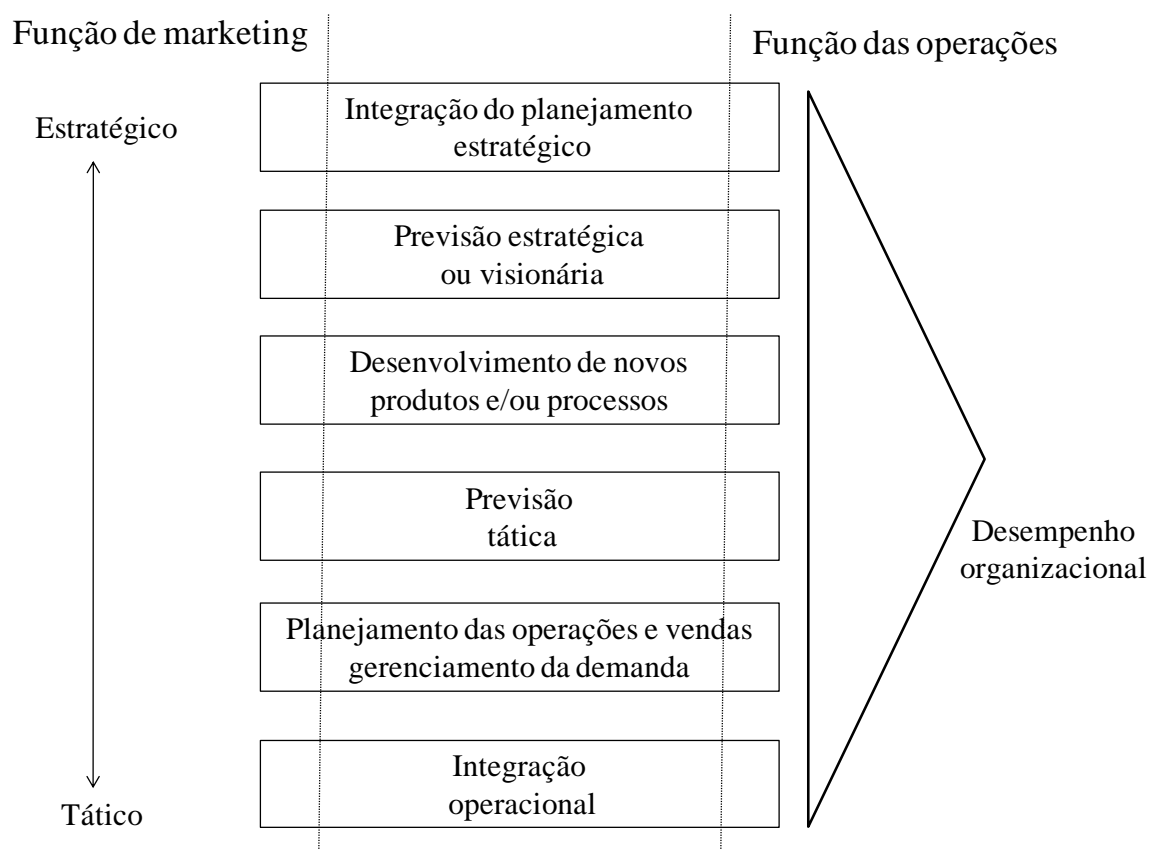 Função de marketing
Função das operações
Estratégico
Integração do planejamento
estratégico
Previsão estratégica
ou visionária
Desenvolvimento de novos
produtos e/ou processos
Previsão
tática
Desempenho
organizacional
Planejamento das operações e vendas
gerenciamento da demanda
Integração
operacional
Tático